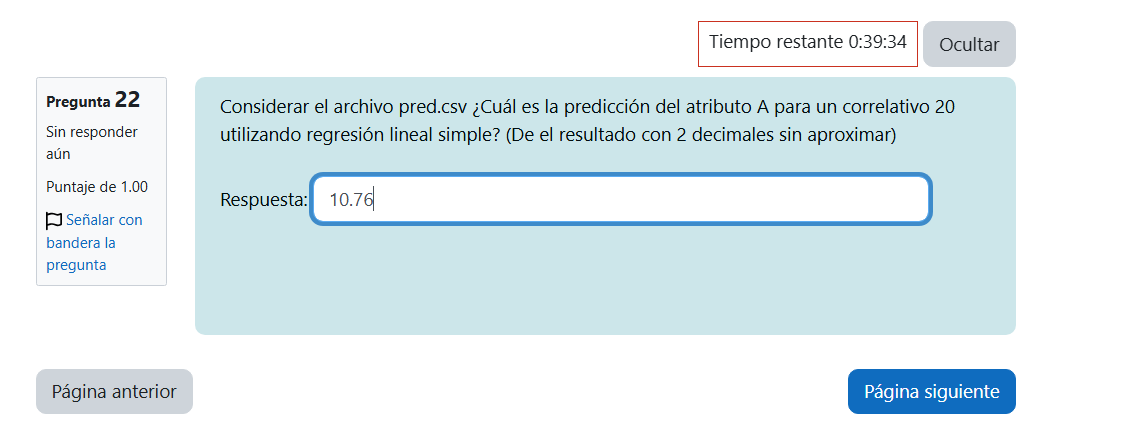 Tiempo restante 0:39:34
Ocultar
Pregunta 22
Sin responder
aún
Puntaje de 1.00
Señalar con
bandera la
pregunta
Considerar el archivo pred.csv ¿Cuál es la predicción del atributo A para un correlativo 20
utilizando regresión lineal simple? (De el resultado con 2 decimales sin aproximar)
Respuesta: 10.76
Página anterior
Página siguiente